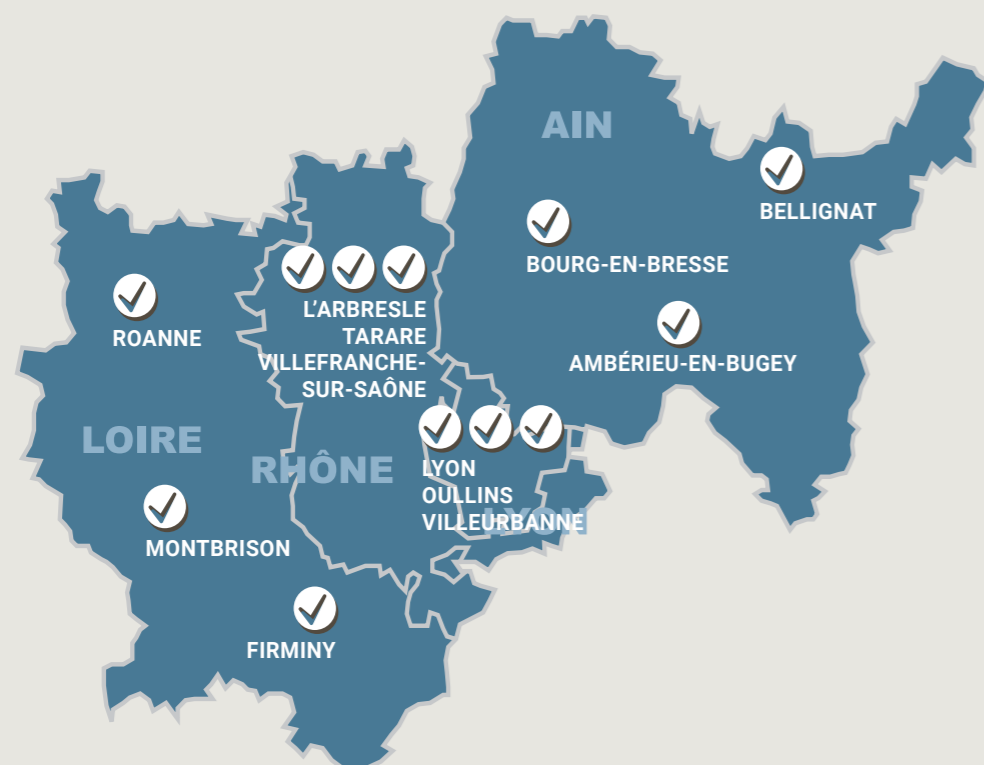 AIN
BELLIGNAT
BOURG-EN-BRESSE
AMBÉRIEU-EN-BUGEY
ROANNE
L'ARBRESLE
TARARE
VILLEFRANCHE-
SUR-SAÔNE
LOIRE
RHÔNE
LYON
OULLINS
VILLEURBANNE
LYON
MONTBRISON
FIRMINY